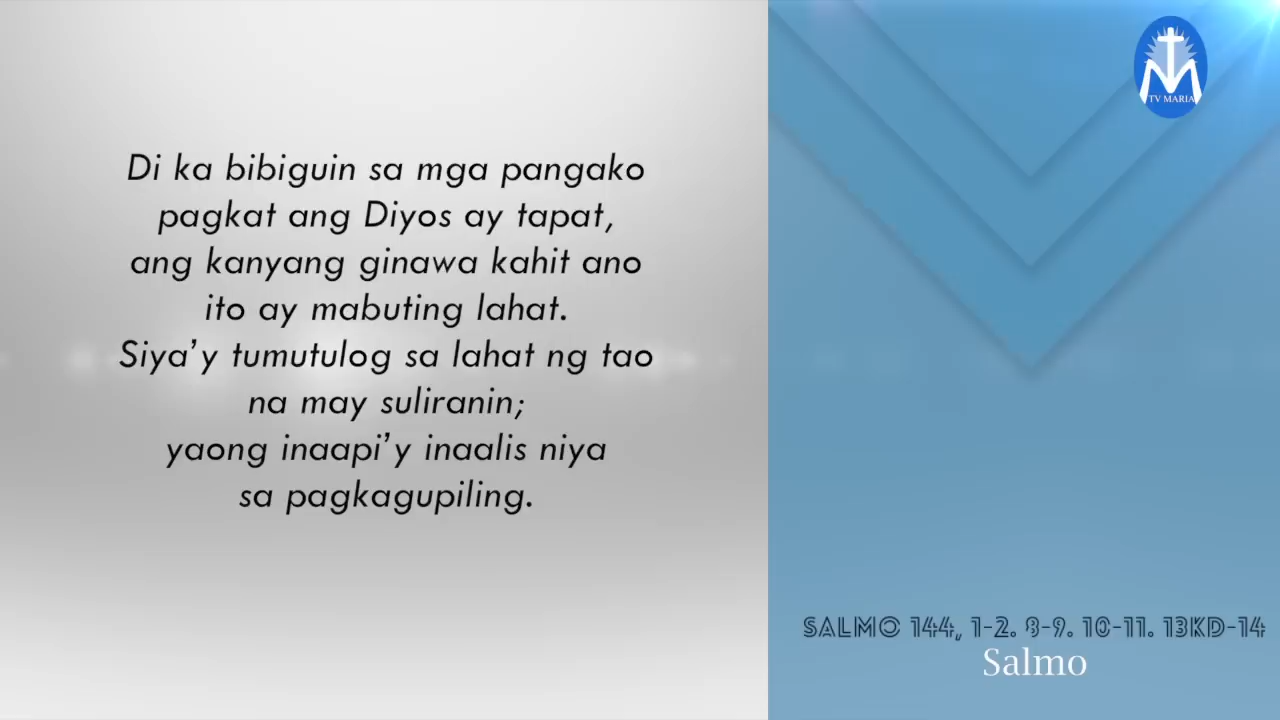 Di ka bibiguin sa mga pangako
pagkat ang Diyos ay tapat,
ang kanyang ginawa kahit ano
ito ay mabuting lahat.
Siya’y tumutulog sa lahat ng tao
na may suliranin;
yaong inaapi’y inaalis niya
sa pagkagupiling.
TV MARIA
SALMO 144, 1-2. 8-9. 10-11. 13KD-14
Salmo